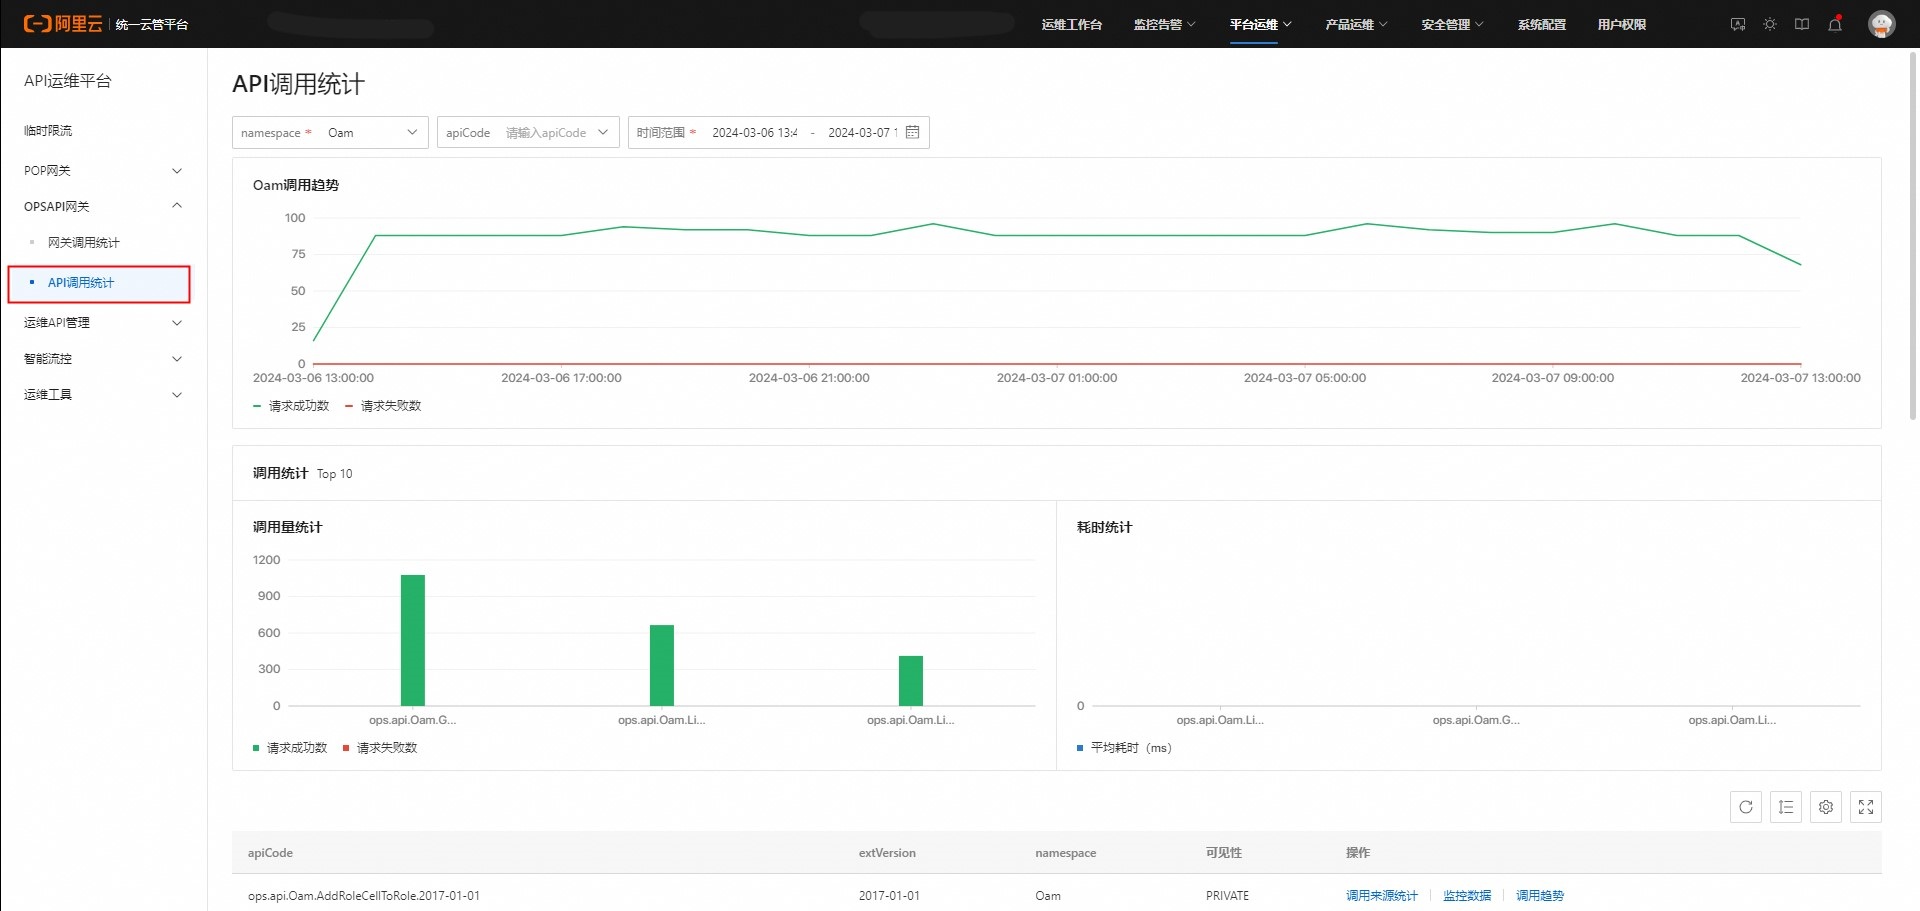 阿里云 统一云管平台 运维工作台 监控告警 平台运维 产品运维 安全管理 系统配置 用户权限
API运维平台
临时限流
POP网关
OPSAPI网关
网关调用统计
API调用统计
运维API管理
智能流控
运维工具
API调用统计
namespace * Oam apiCode 请输入apiCode 时间范围 * 2024-03-06 13:4 - 2024-03-07 1
Oam调用趋势
100
75
50
25
0
2024-03-06 13:00:00 2024-03-06 17:00:00 2024-03-06 21:00:00 2024-03-07 01:00:00 2024-03-07 05:00:00 2024-03-07 09:00:00 2024-03-07 13:00:00
请求成功数 请求失败数
调用统计 Top 10
调用量统计
1200
900
600
300
0
ops.api.Oam.G... ops.api.Oam.Li... ops.api.Oam.Li...
请求成功数 请求失败数
耗时统计
0
ops.api.Oam.Li... ops.api.Oam.G... ops.api.Oam.Li...
平均耗时（ms）
apiCode extVersion namespace 可见性 操作
ops.api.Oam.AddRoleCellToRole.2017-01-01 2017-01-01 Oam PRIVATE 调用来源统计 监控数据 调用趋势